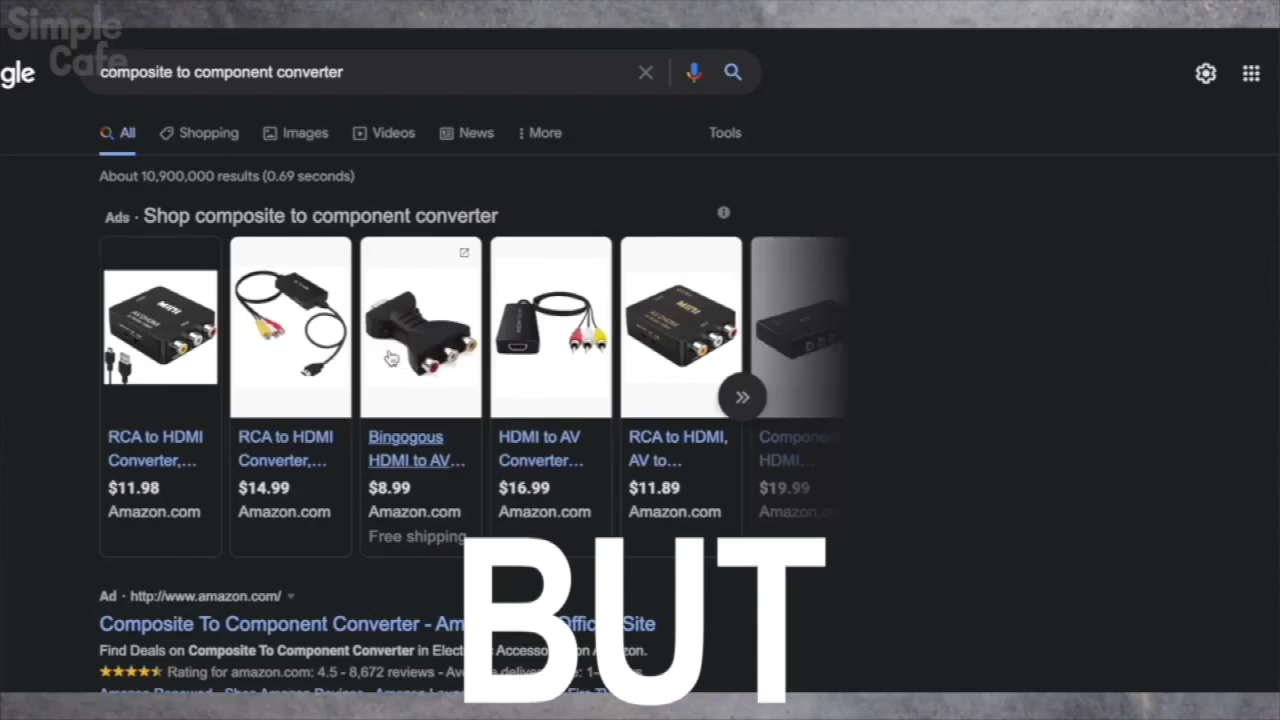 Simple
Cafe
gle
composite to component converter
All
Shopping
Images
Videos
News
More
Tools
About 10,900,000 results (0.69 seconds)
Ads · Shop composite to component converter
RCA to HDMI
Converter,...
$11.98
Amazon.com
RCA to HDMI
Converter,...
$14.99
Amazon.com
Bingogous
HDMI to AV...
$8.99
Amazon.com
Free shipping
HDMI to AV
Converter...
$16.99
Amazon.com
RCA to HDMI,
AV to...
$11.89
Amazon.com
HDMI...
$19.99
BUT
Ad · http://www.amazon.com/
Composite To Component Converter - Site
Find Deals on Composite To Component Converter in
Rating for amazon.com: 4.5 - 8,672 reviews -